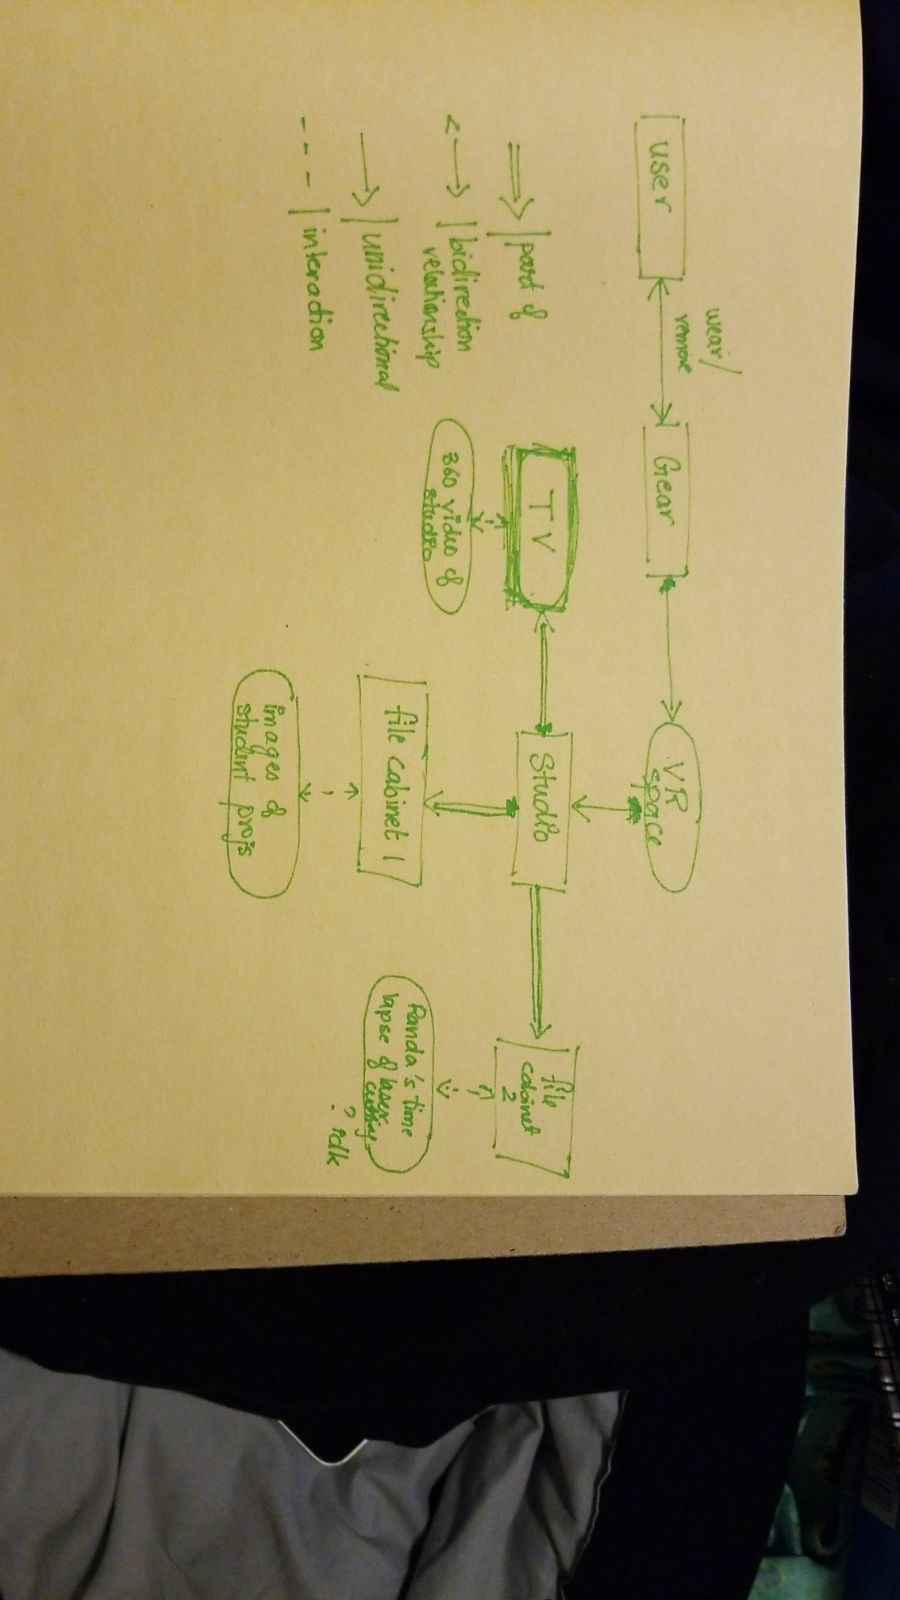 wear/
remove
user
Gear
VR
space
part of
bidirection
relationship
unidirectional
interaction
TV
Studio
file
cabinet
2
360 video of
studio
file cabinet 1
Randa's time
lapse of laser
cutting
? idk
images of
student projs